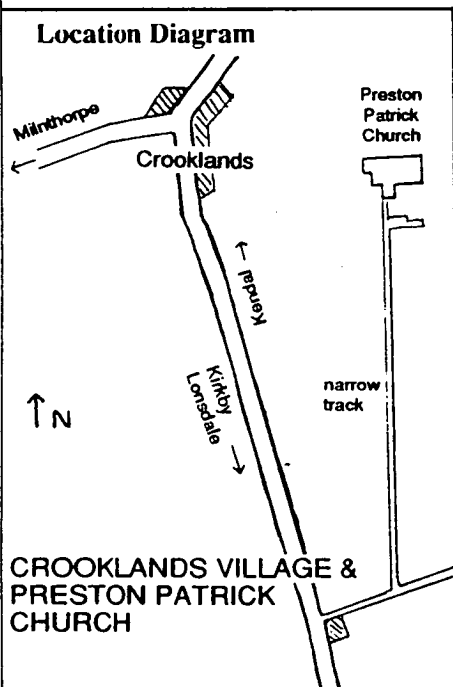 Location Diagram
Milnthorpe
Crooklands
Preston
Patrick
Church
Kendal
Kirkby
Lonsdale
narrow
track
N
CROOKLANDS VILLAGE &
PRESTON PATRICK
CHURCH